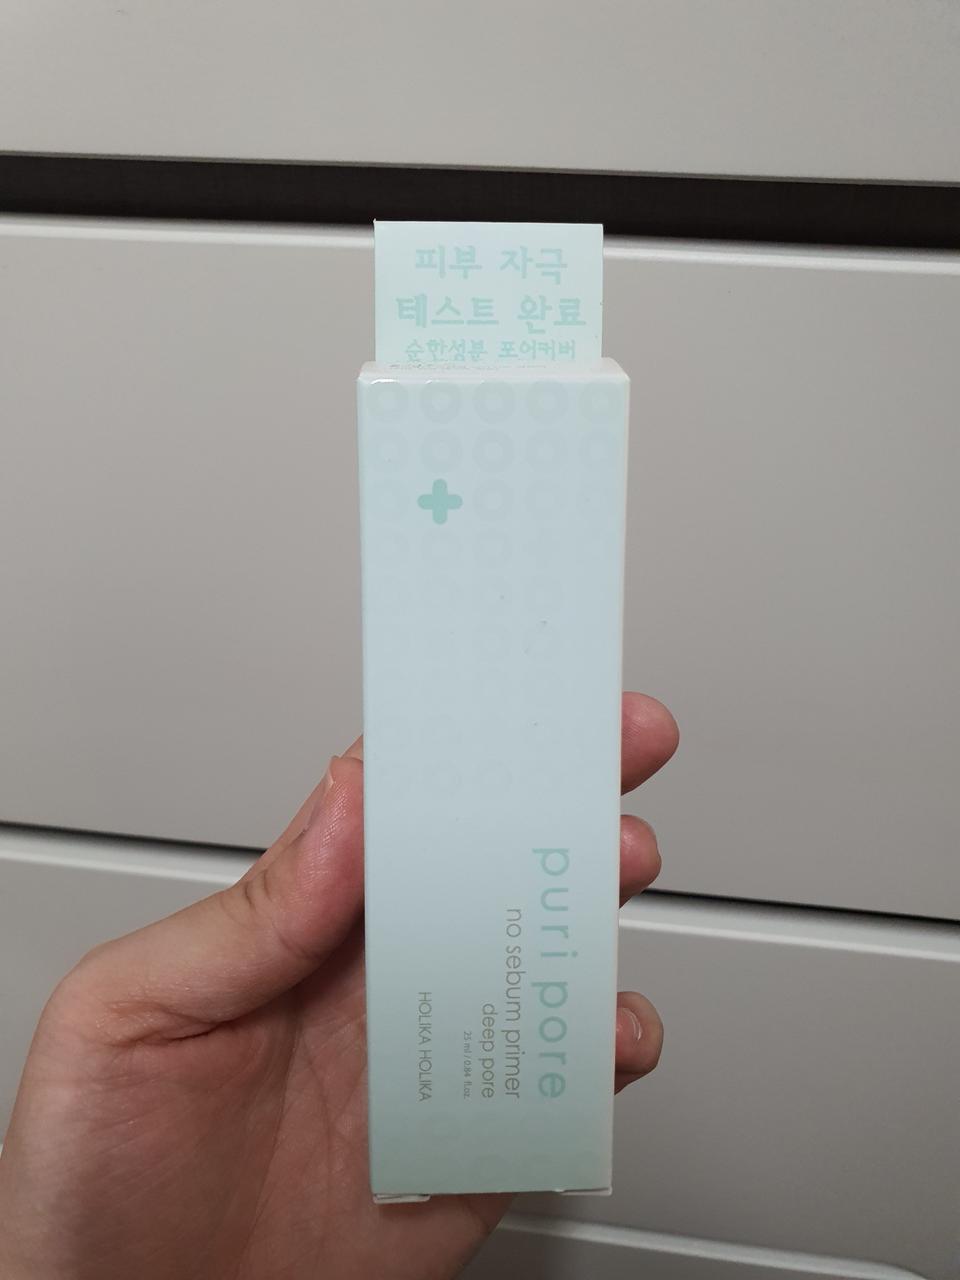 피부 자극
테스트 완료
순한성분 포어커버
puri pore
no sebum primer
deep pore
25 ml / 0.84 fl.oz.
HOLIKA HOLIKA